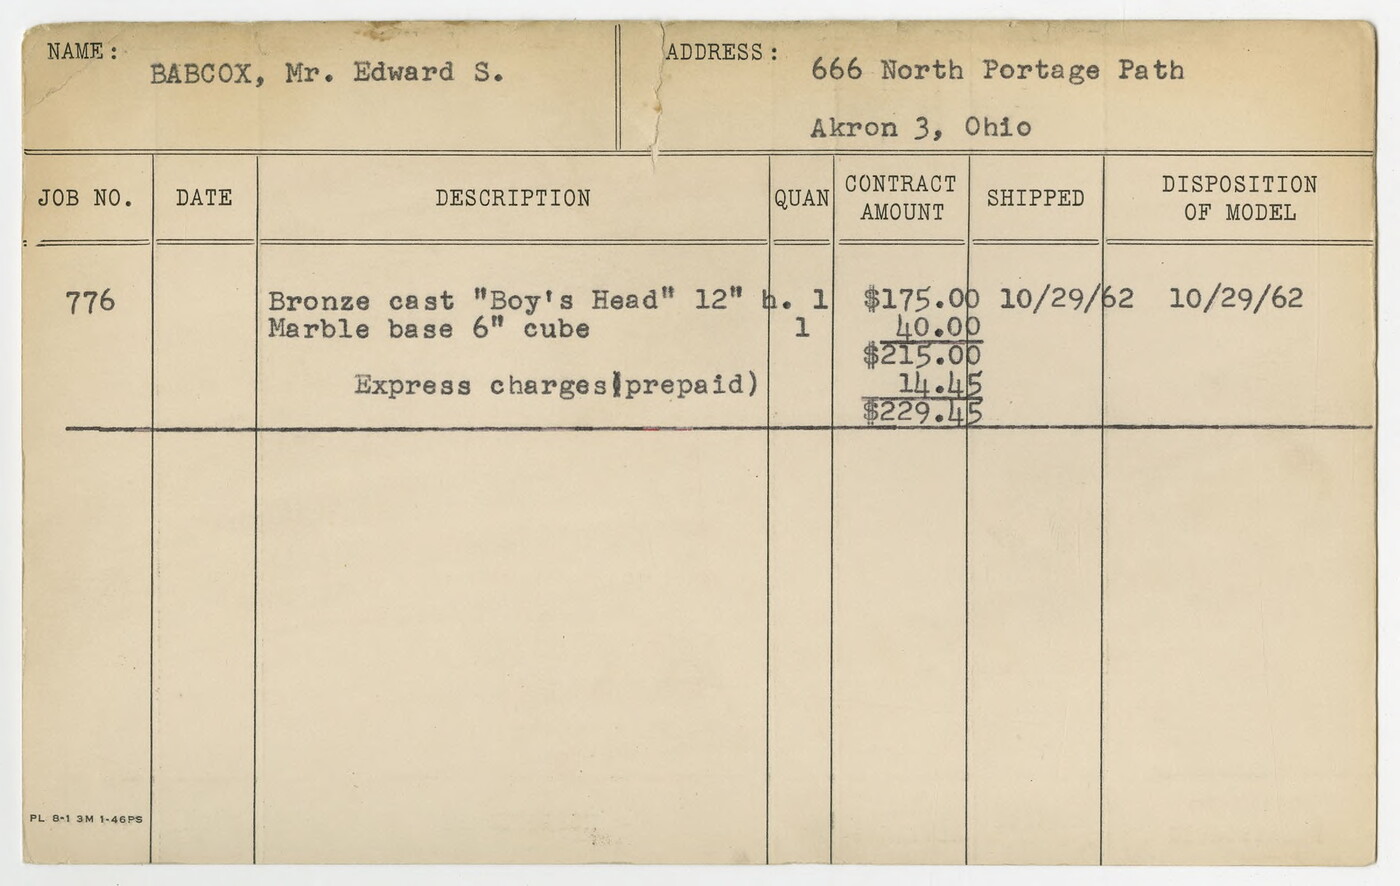 NAME: BABCOX, Mr. Edward S.
ADDRESS: 666 North Portage Path
Akron 3, Ohio
JOB NO. DATE DESCRIPTION QUAN CONTRACT AMOUNT SHIPPED DISPOSITION OF MODEL
776 Bronze cast "Boy's Head" 12" h. 1 $175.00 10/29/62 10/29/62
Marble base 6" cube 1 40.00
$215.00
Express charges(prepaid) 14.45
$229.45
PL 8-1 3M 1-46PS